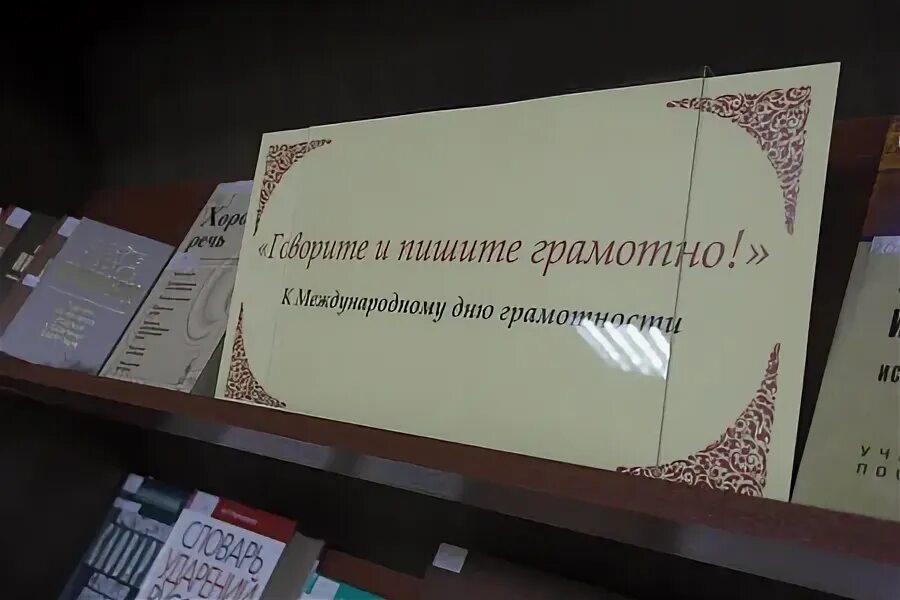 «Говорите и пишите грамотно!»
К Международному дню грамотности
речь
СЛОВАРЬ
УДАРЕНИЙ